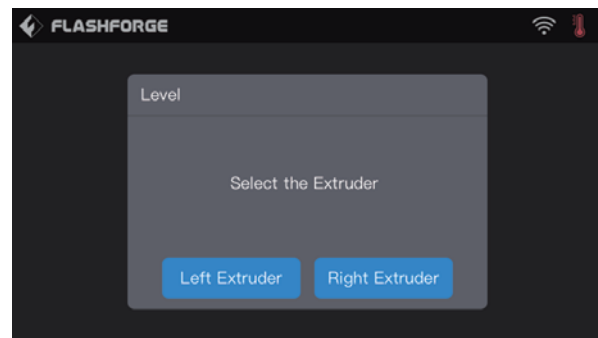 FLASHFORGE
Level
Select the Extruder
Left Extruder Right Extruder